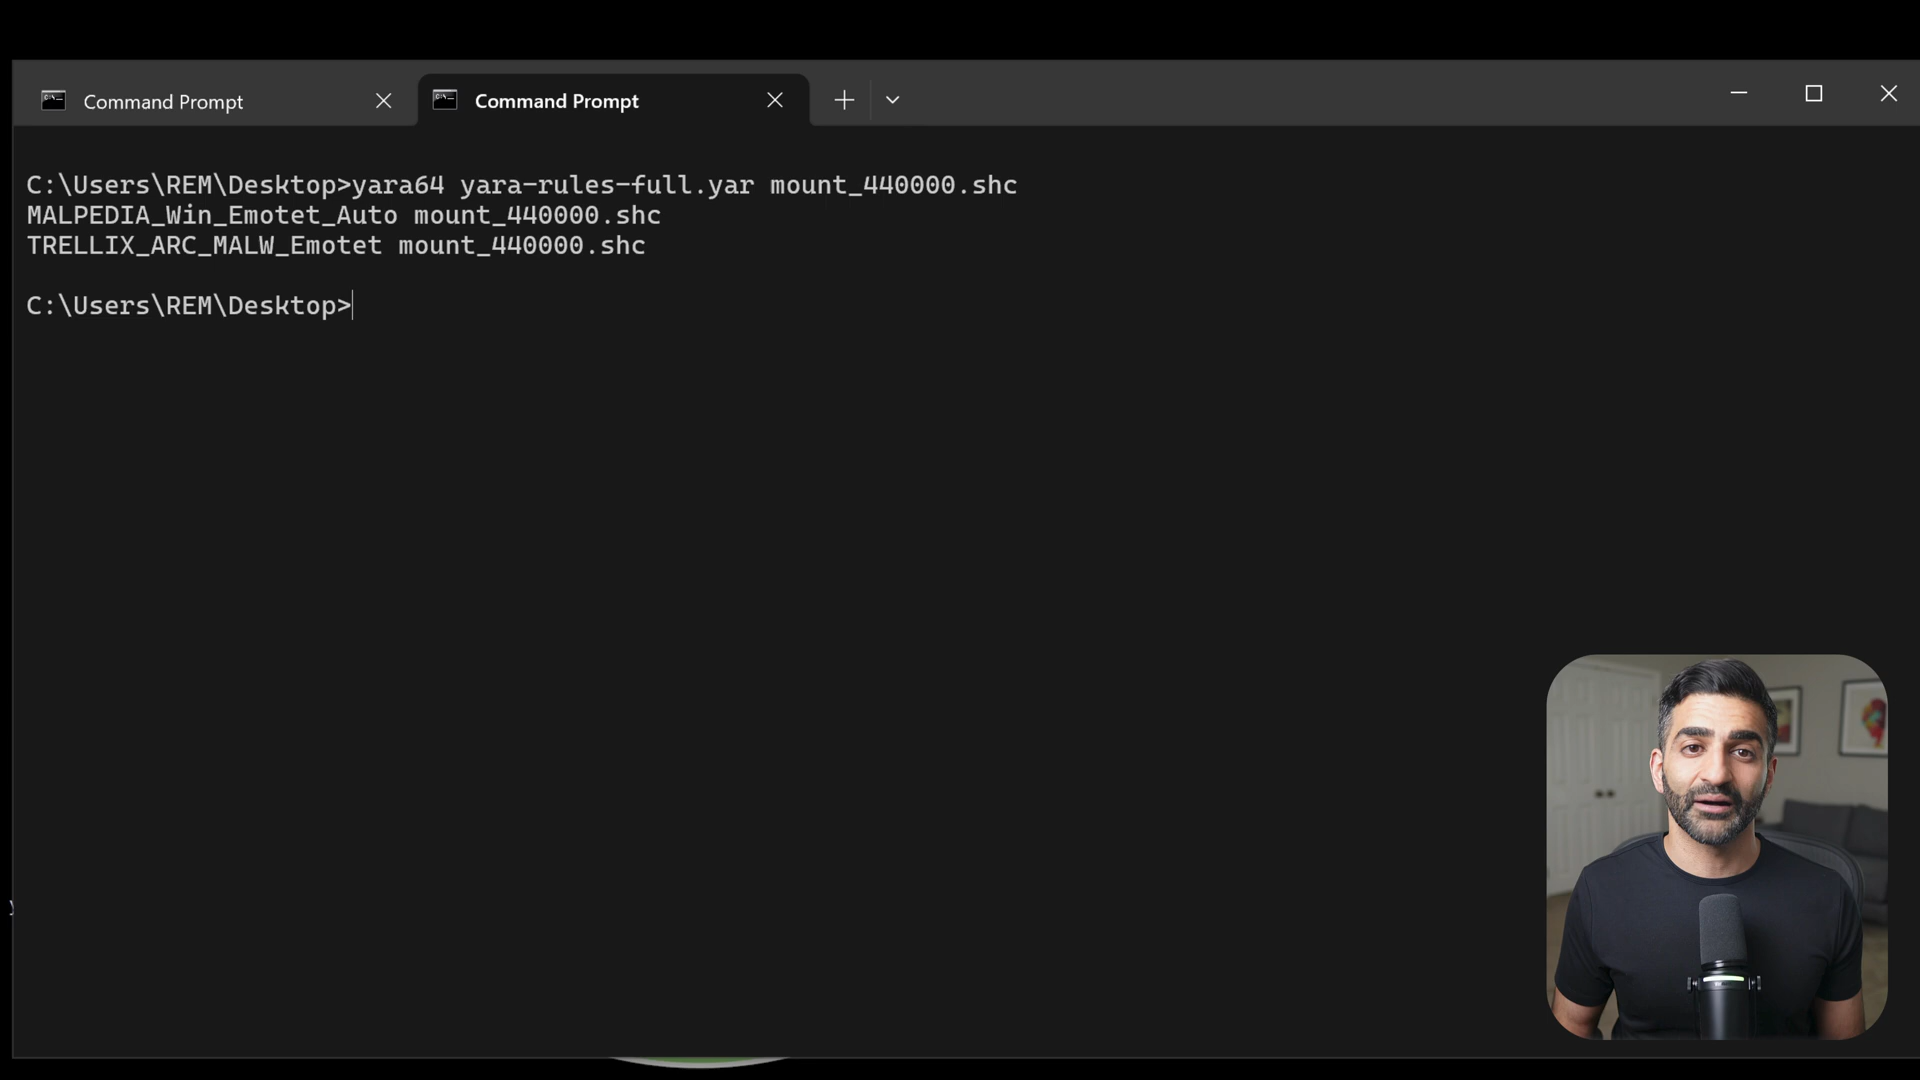 Command Prompt
Command Prompt
C:\Users\REM\Desktop>yara64 yara-rules-full.yar mount_440000.shc
MALPEDIA_Win_Emotet_Auto mount_440000.shc
TRELLIX_ARC_MALW_Emotet mount_440000.shc
C:\Users\REM\Desktop>